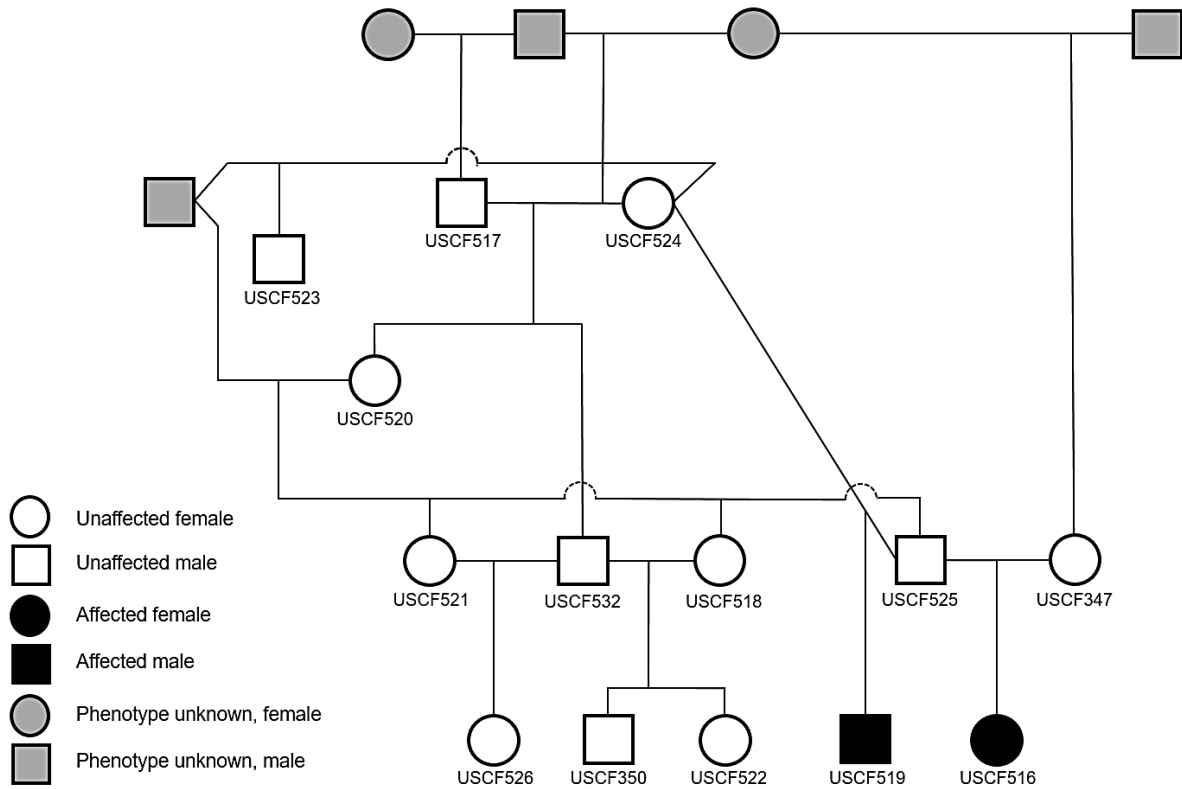 USCF517
USCF524
USCF523
USCF520
Unaffected female
Unaffected male
Affected female
Affected male
Phenotype unknown, female
Phenotype unknown, male
USCF521
USCF532
USCF518
USCF525
USCF347
USCF526
USCF350
USCF522
USCF519
USCF516